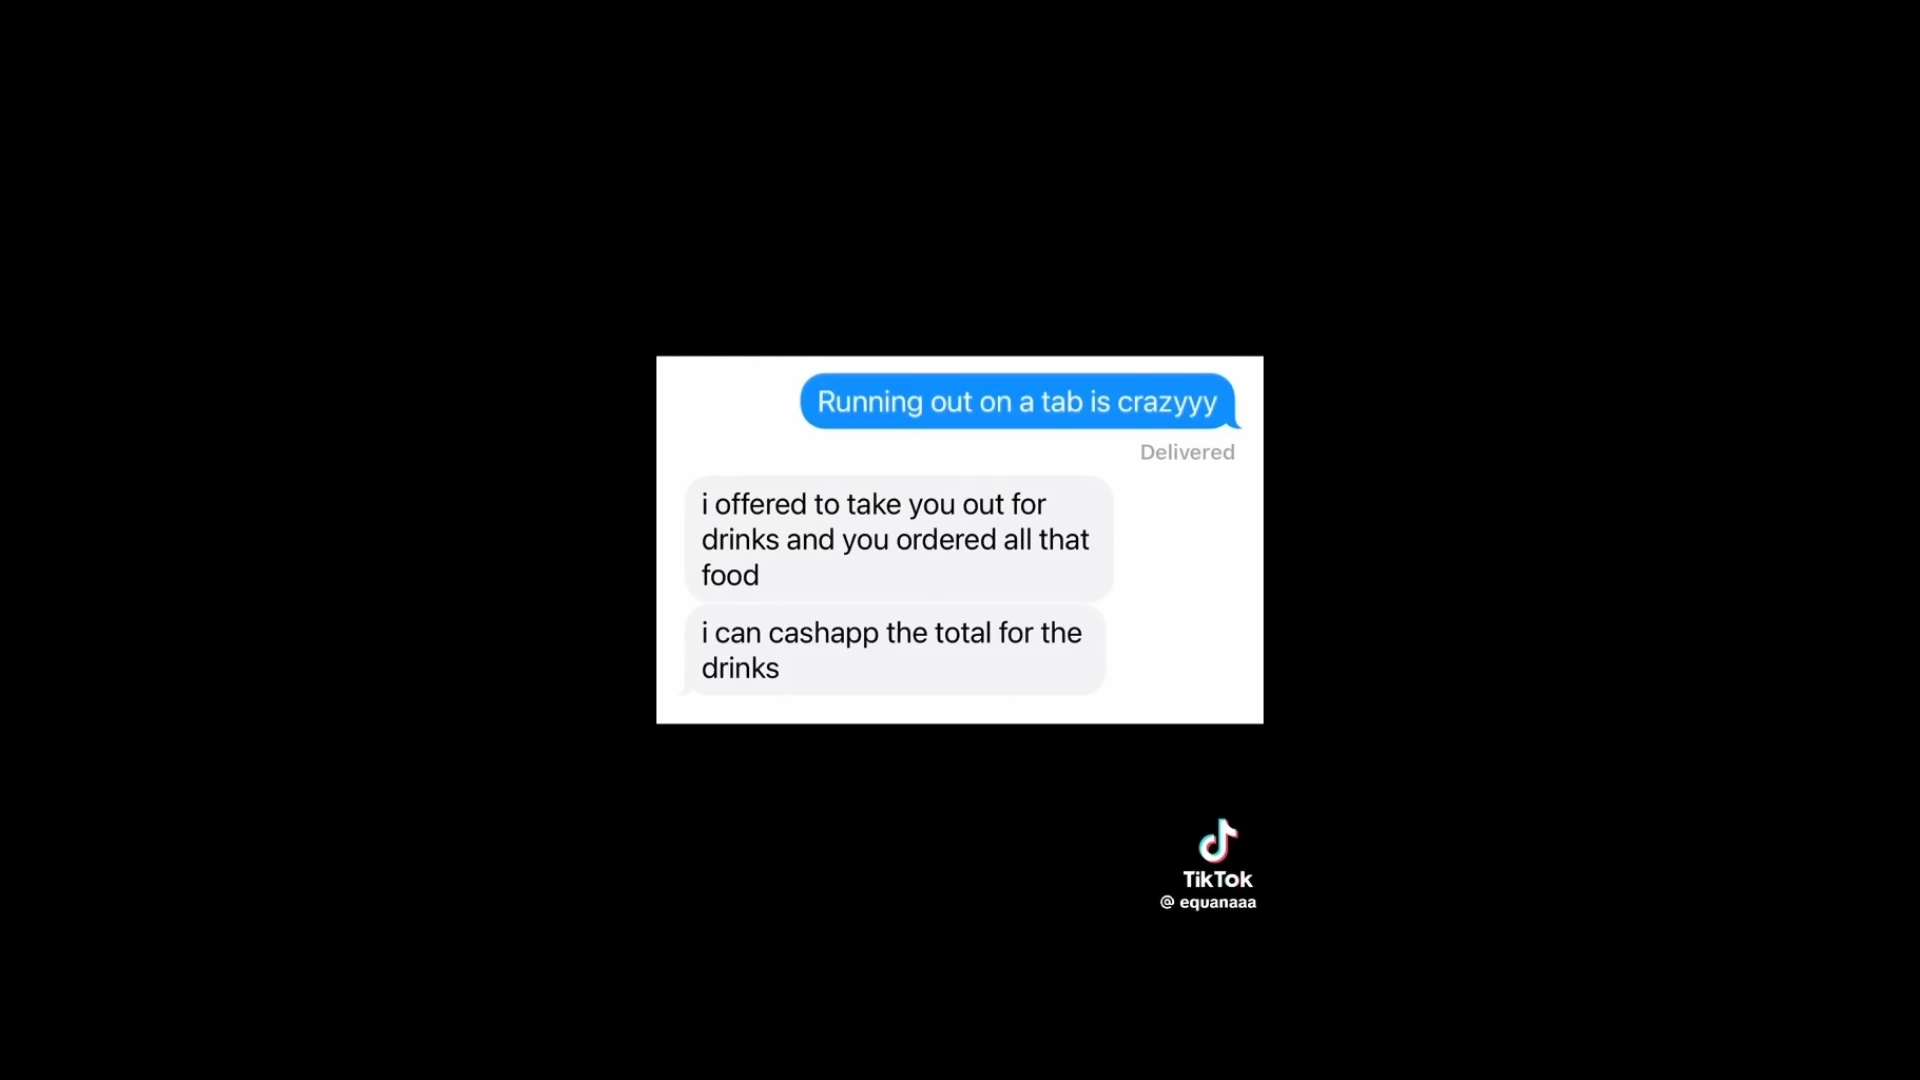 Running out on a tab is crazyyy
Delivered
i offered to take you out for
drinks and you ordered all that
food
i can cashapp the total for the
drinks
TikTok
@ equanaaa